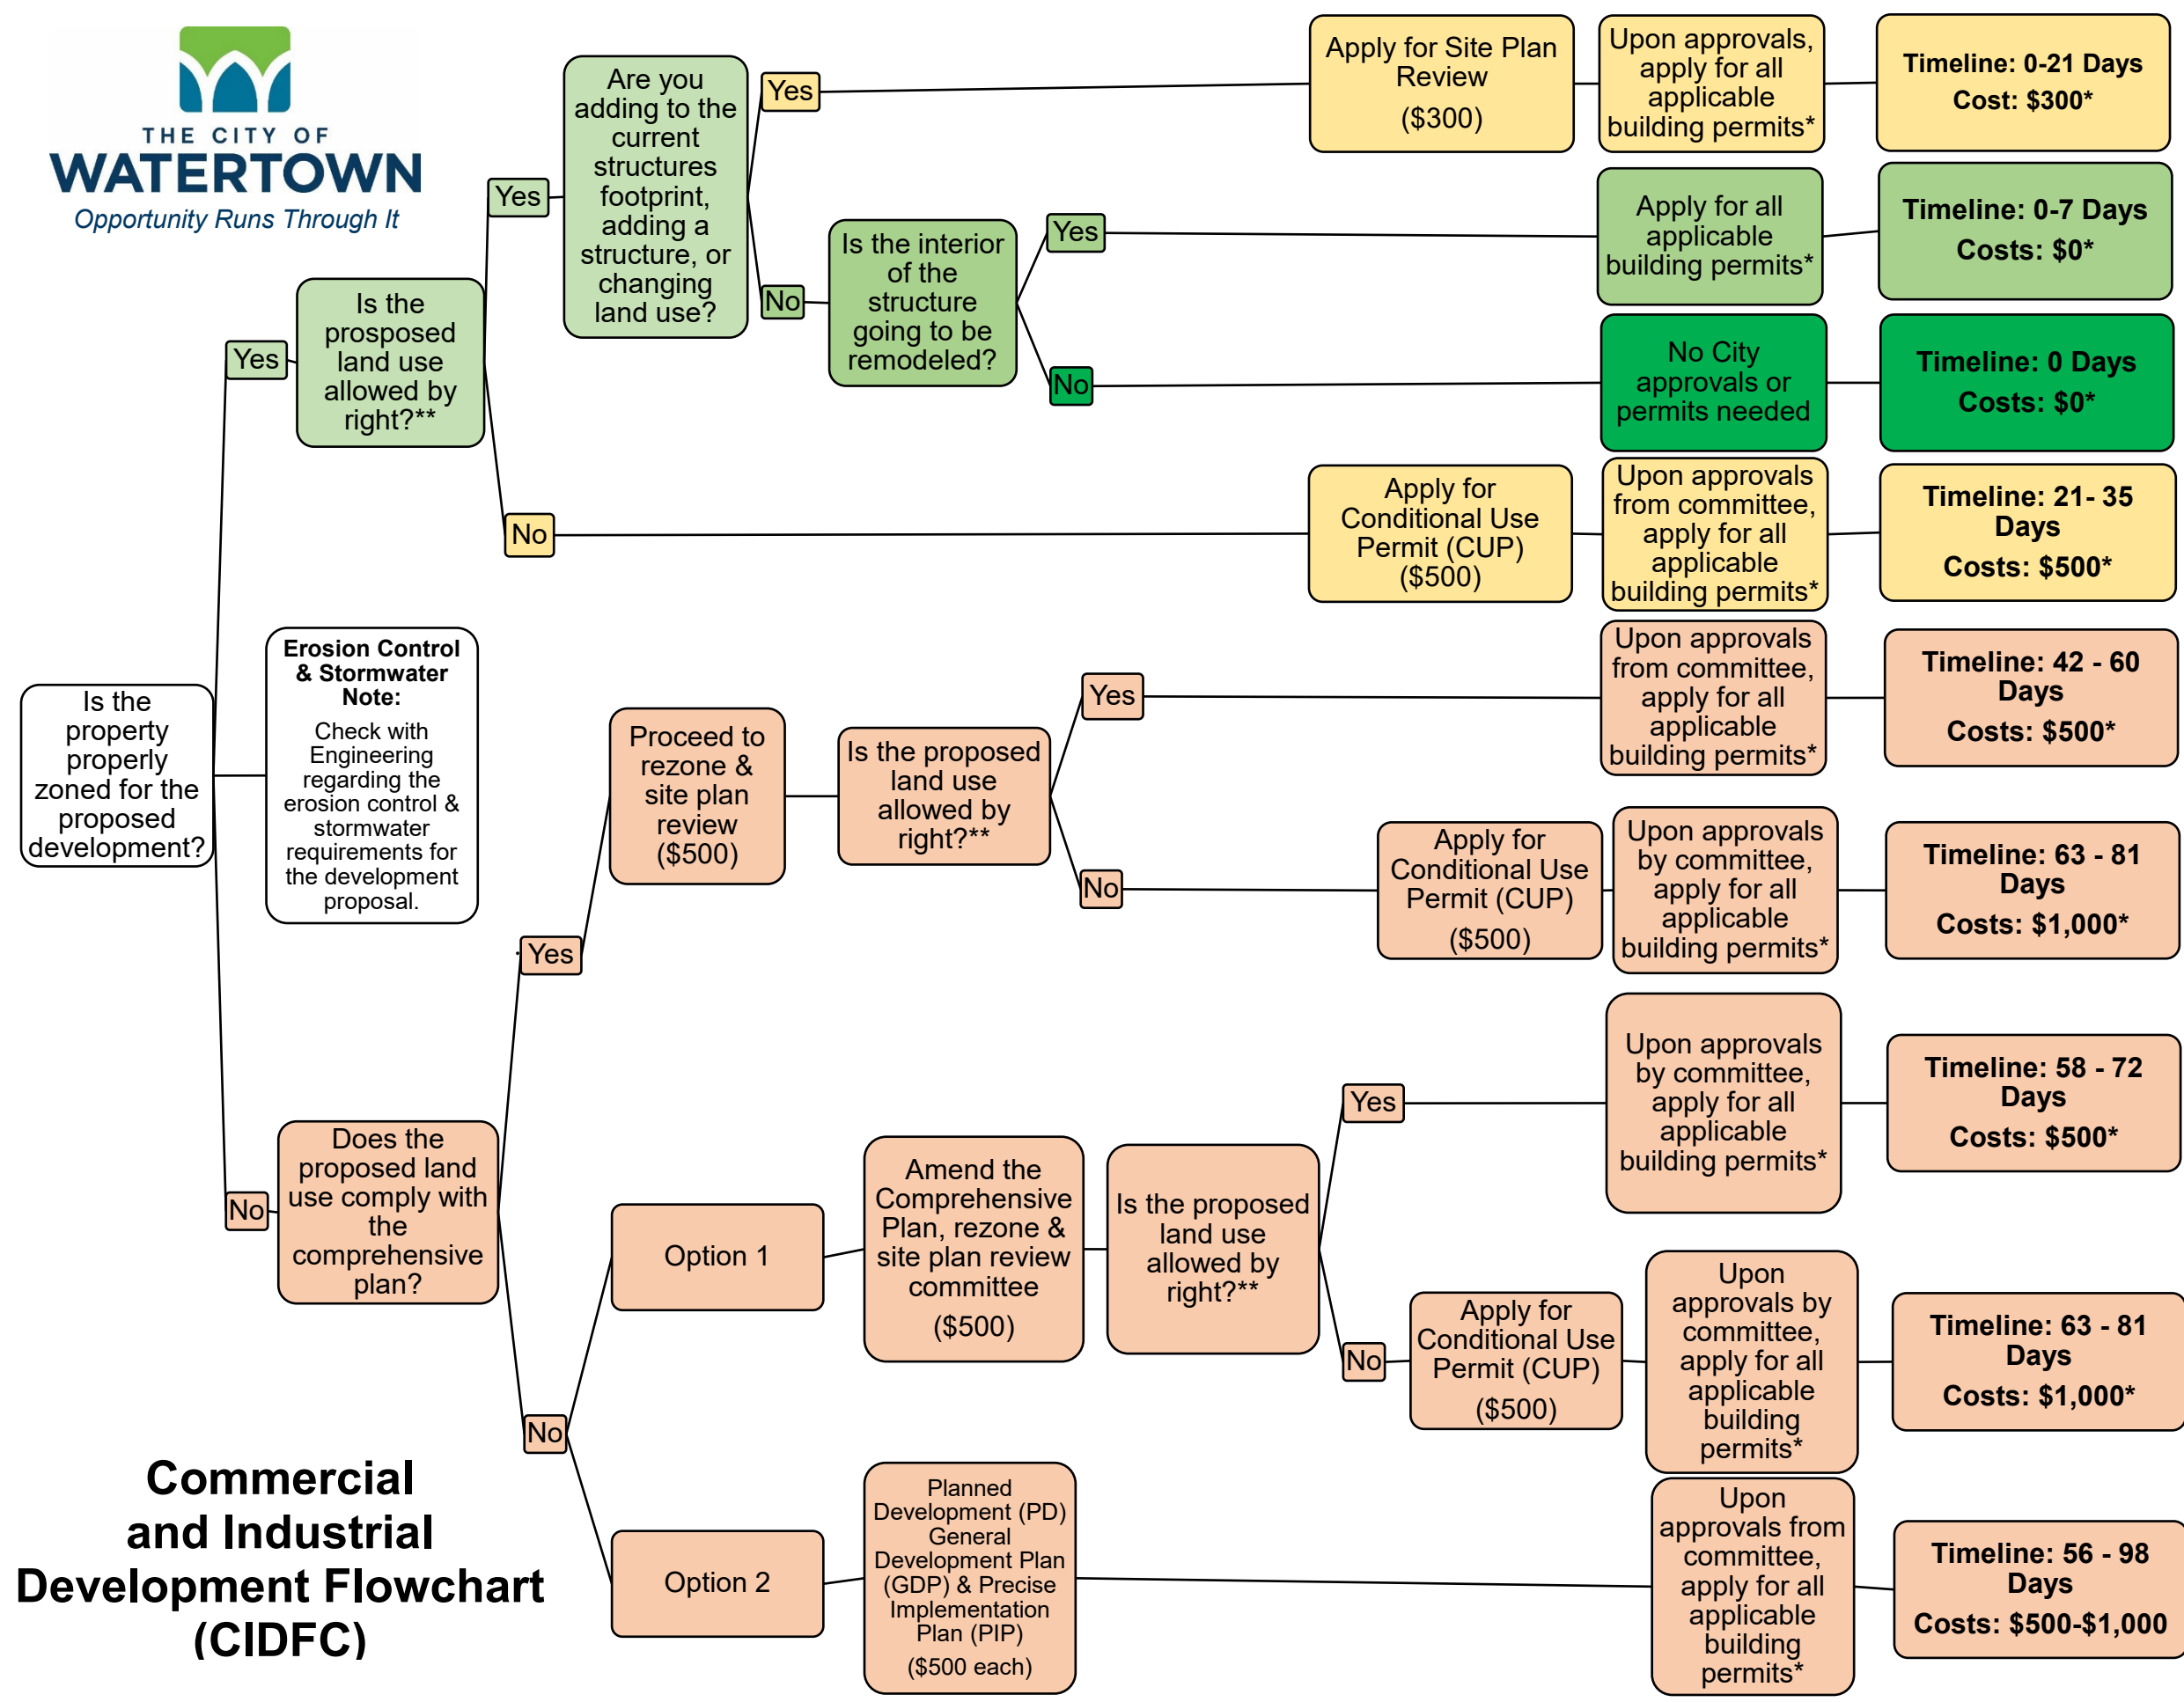 THE CITY OF
WATERTOWN
Opportunity Runs Through It
Is the
property
properly
zoned for the
proposed
development?
Erosion Control
& Stormwater
Note:
Check with
Engineering
regarding the
erosion control &
stormwater
requirements for
the development
proposal.
Yes
Is the
prosposed
land use
allowed by
right?**
Yes
Are you
adding to the
current
structures
footprint,
adding a
structure, or
changing
land use?
Yes
Apply for Site Plan
Review
($300)
Upon approvals,
apply for all
applicable
building permits*
Timeline: 0-21 Days
Cost: $300*
No
Is the interior
of the
structure
going to be
remodeled?
Yes
Apply for all
applicable
building permits*
Timeline: 0-7 Days
Costs: $0*
No
No City
approvals or
permits needed
Timeline: 0 Days
Costs: $0*
No
Apply for
Conditional Use
Permit (CUP)
($500)
Upon approvals
from committee,
apply for all
applicable
building permits*
Timeline: 21- 35
Days
Costs: $500*
No
Does the
proposed land
use comply with
the
comprehensive
plan?
Yes
Proceed to
rezone &
site plan
review
($500)
Is the proposed
land use
allowed by
right?**
Yes
Upon approvals
from committee,
apply for all
applicable
building permits*
Timeline: 42 - 60
Days
Costs: $500*
No
Apply for
Conditional Use
Permit (CUP)
($500)
Upon approvals
by committee,
apply for all
applicable
building permits*
Timeline: 63 - 81
Days
Costs: $1,000*
No
Option 1
Amend the
Comprehensive
Plan, rezone &
site plan review
committee
($500)
Is the proposed
land use
allowed by
right?**
Yes
Upon approvals
by committee,
apply for all
applicable
building permits*
Timeline: 58 - 72
Days
Costs: $500*
No
Apply for
Conditional Use
Permit (CUP)
($500)
Upon
approvals by
committee,
apply for all
applicable
building
permits*
Timeline: 63 - 81
Days
Costs: $1,000*
Option 2
Planned
Development (PD)
General
Development Plan
(GDP) & Precise
Implementation
Plan (PIP)
($500 each)
Upon
approvals from
committee,
apply for all
applicable
building
permits*
Timeline: 56 - 98
Days
Costs: $500-$1,000
Commercial
and Industrial
Development Flowchart
(CIDFC)